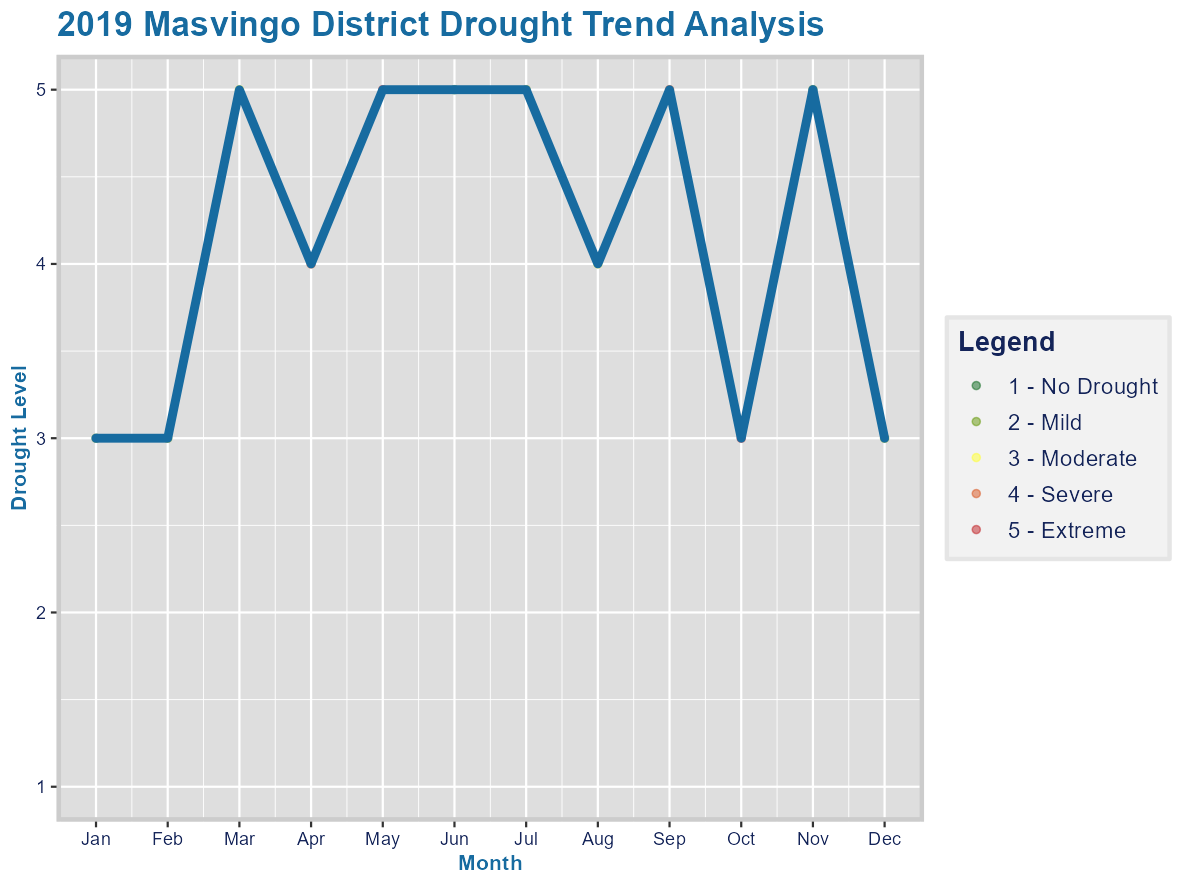 2019 Masvingo District Drought Trend Analysis
Drought Level
5
4
3
2
1
Jan Feb Mar Apr May Jun Jul Aug Sep Oct Nov Dec
Month
Legend
1 - No Drought
2 - Mild
3 - Moderate
4 - Severe
5 - Extreme